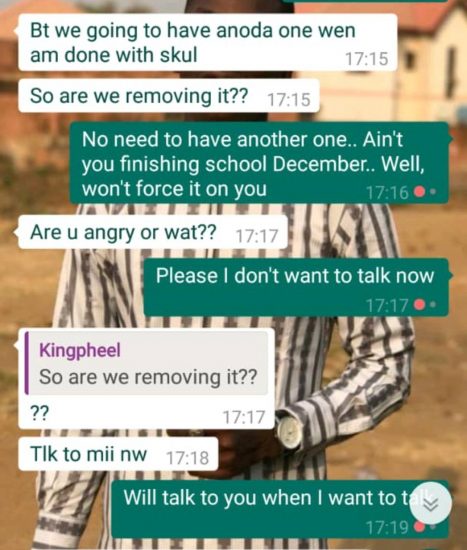 Bt we going to have anoda one wen
am done with skul
17:15
So are we removing it??
17:15
No need to have another one.. Ain't
you finishing school December.. Well,
won't force it on you
17:16
Are u angry or wat??
17:17
Please I don't want to talk now
17:17
Kingpheel
So are we removing it??
??
17:17
Tlk to mii nw
17:18
Will talk to you when I want to talk
17:19